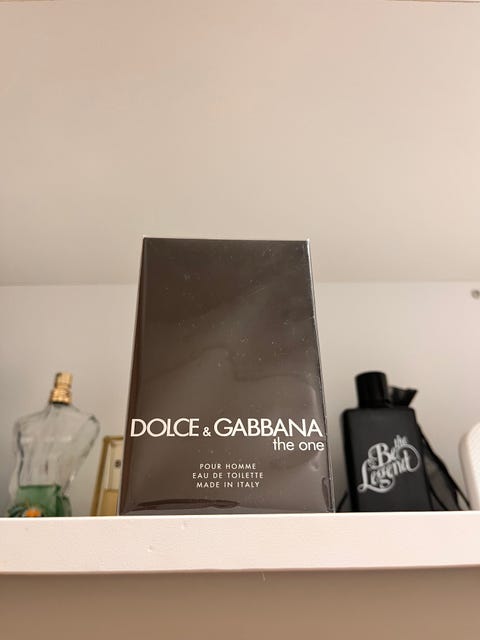 DOLCE & GABBANA
the one
POUR HOMME
EAU DE TOILETTE
MADE IN ITALY
Be the
Legend